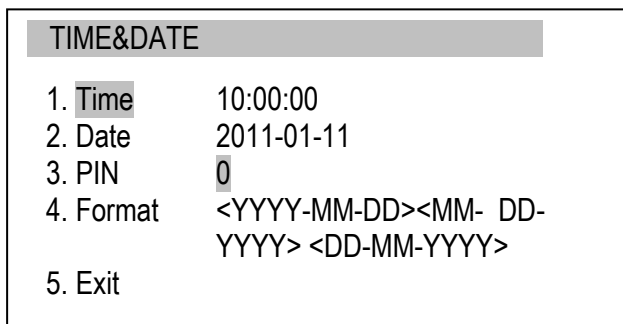 TIME&DATE
1. Time 10:00:00
2. Date 2011-01-11
3. PIN 0
4. Format <YYYY-MM-DD><MM- DD-
YYYY> <DD-MM-YYYY>
5. Exit